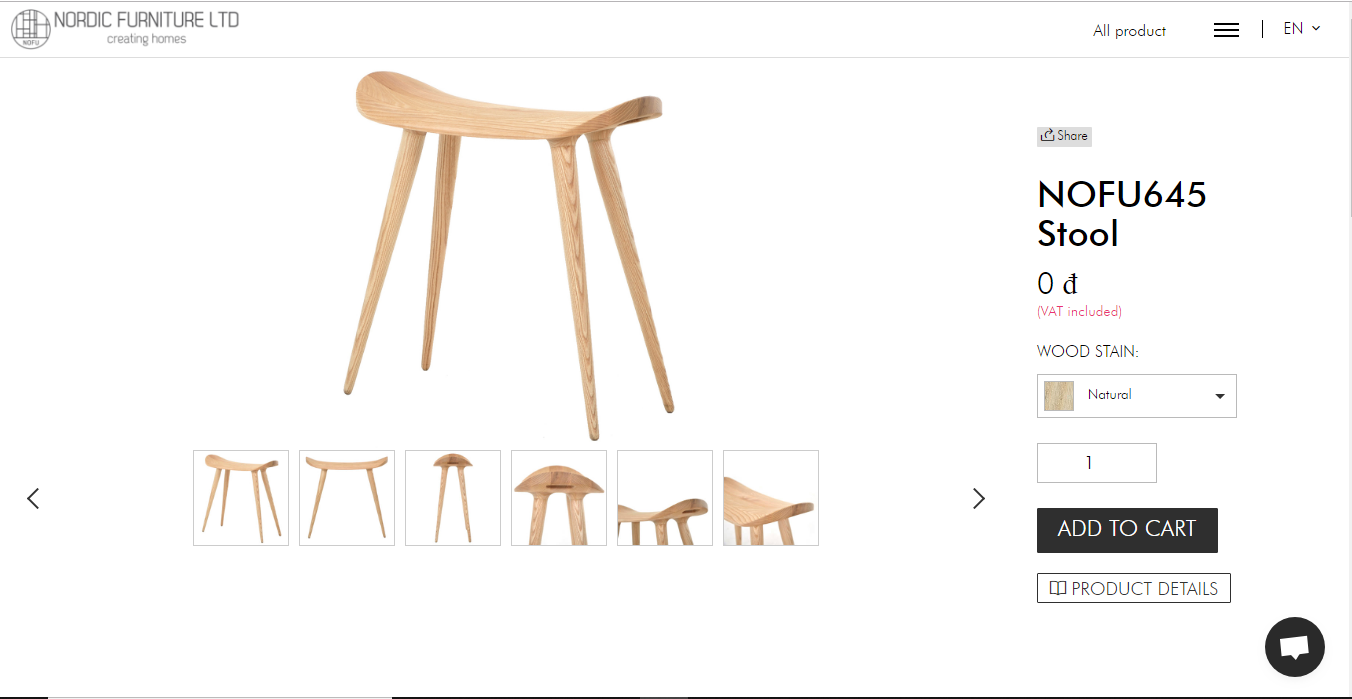 NORDIC FURNITURE LTD
creating homes
NOFU
All product
EN
Share
NOFU645
Stool
0 đ
(VAT included)
WOOD STAIN:
Natural
1
ADD TO CART
PRODUCT DETAILS